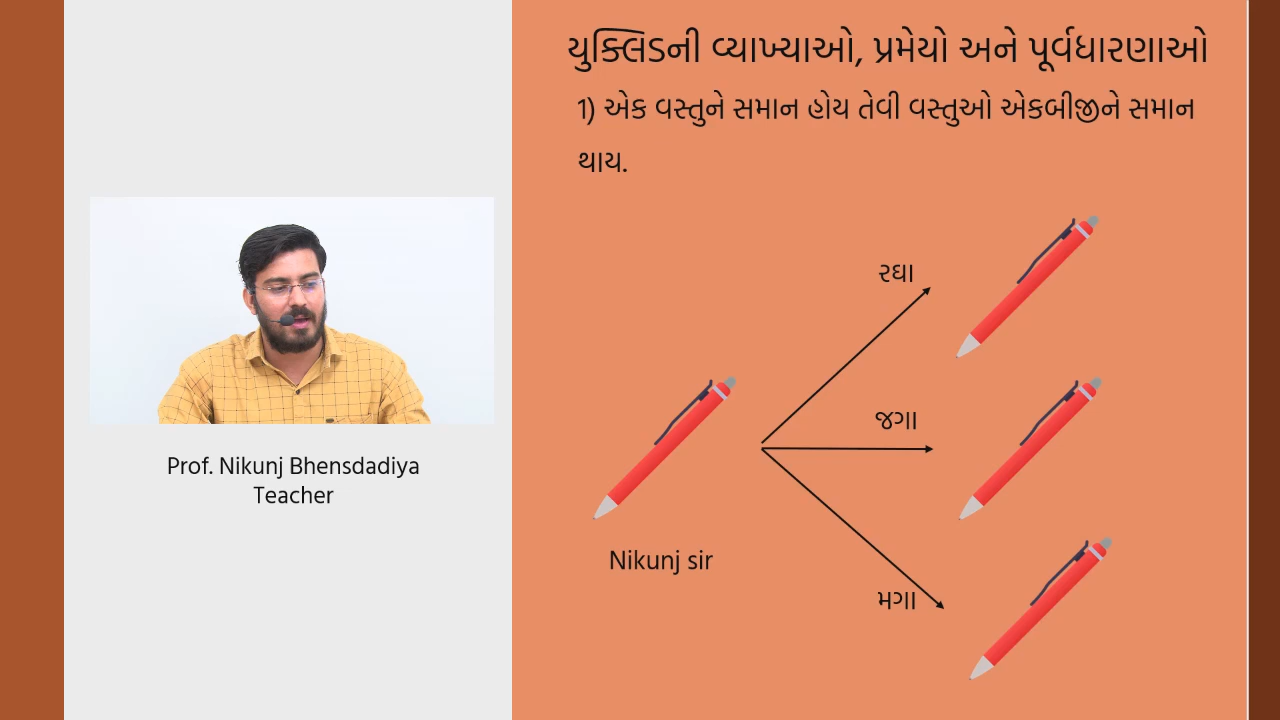 યુક્લિડની વ્યાખ્યાઓ, પ્રમેયો અને પૂર્વધારણાઓ
1) એક વસ્તુને સમાન હોય તેવી વસ્તુઓ એકબીજીને સમાન
થાય.
રઘા
જગા
મગા
Nikunj sir
Prof. Nikunj Bhensdadiya
Teacher